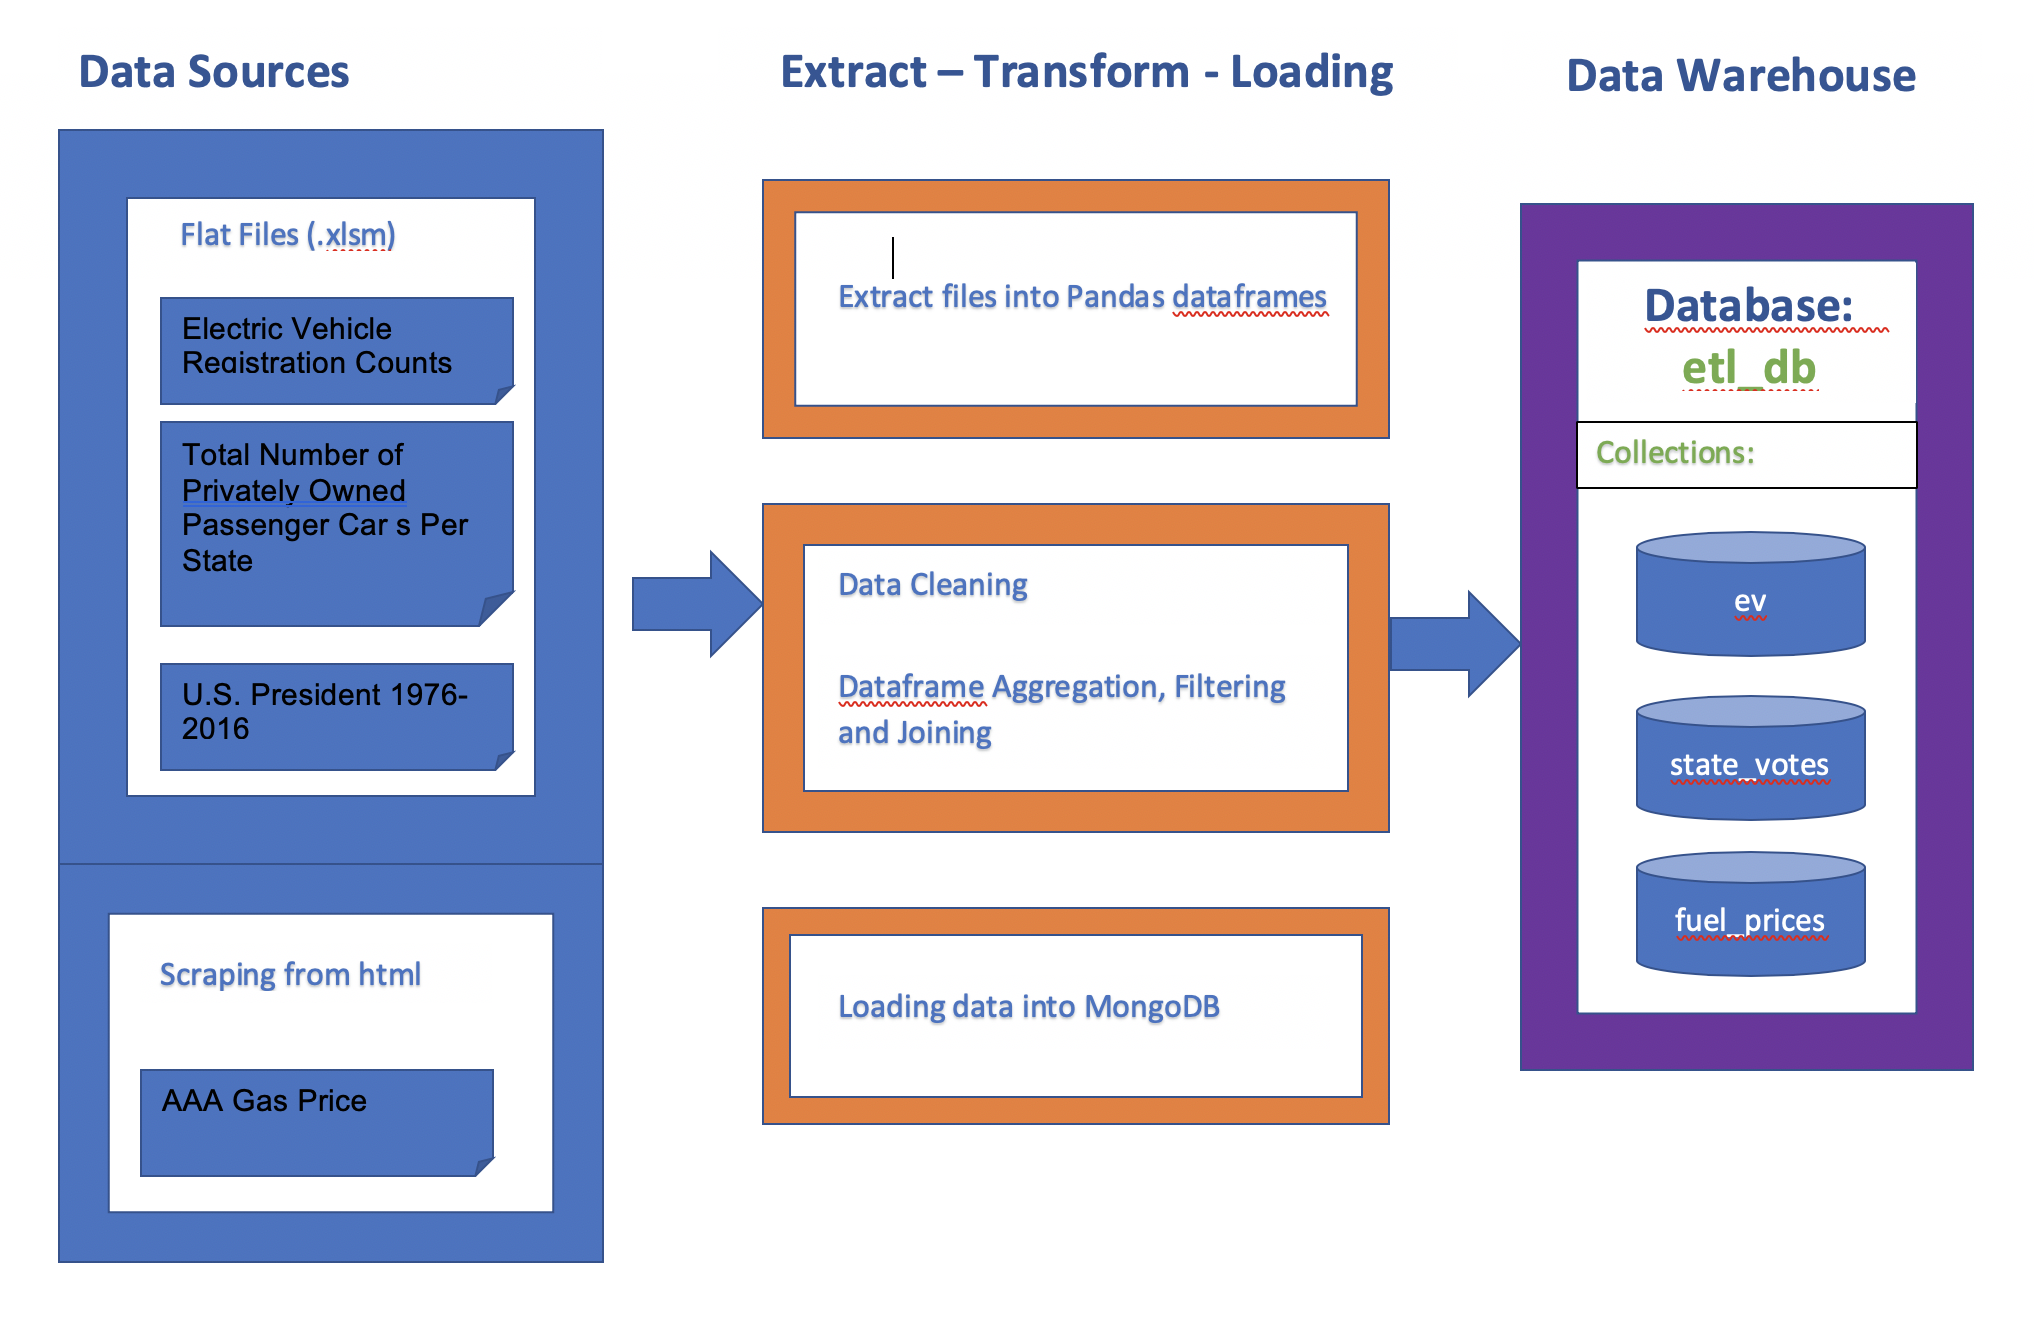 Data Sources
Extract – Transform - Loading
Data Warehouse
Flat Files (.xlsm)
Electric Vehicle
Registration Counts
Total Number of
Privately Owned
Passenger Car s Per
State
U.S. President 1976-
2016
Scraping from html
AAA Gas Price
Extract files into Pandas dataframes
Data Cleaning
Dataframe Aggregation, Filtering
and Joining
Loading data into MongoDB
Database:
etl_db
Collections:
ev
state_votes
fuel_prices